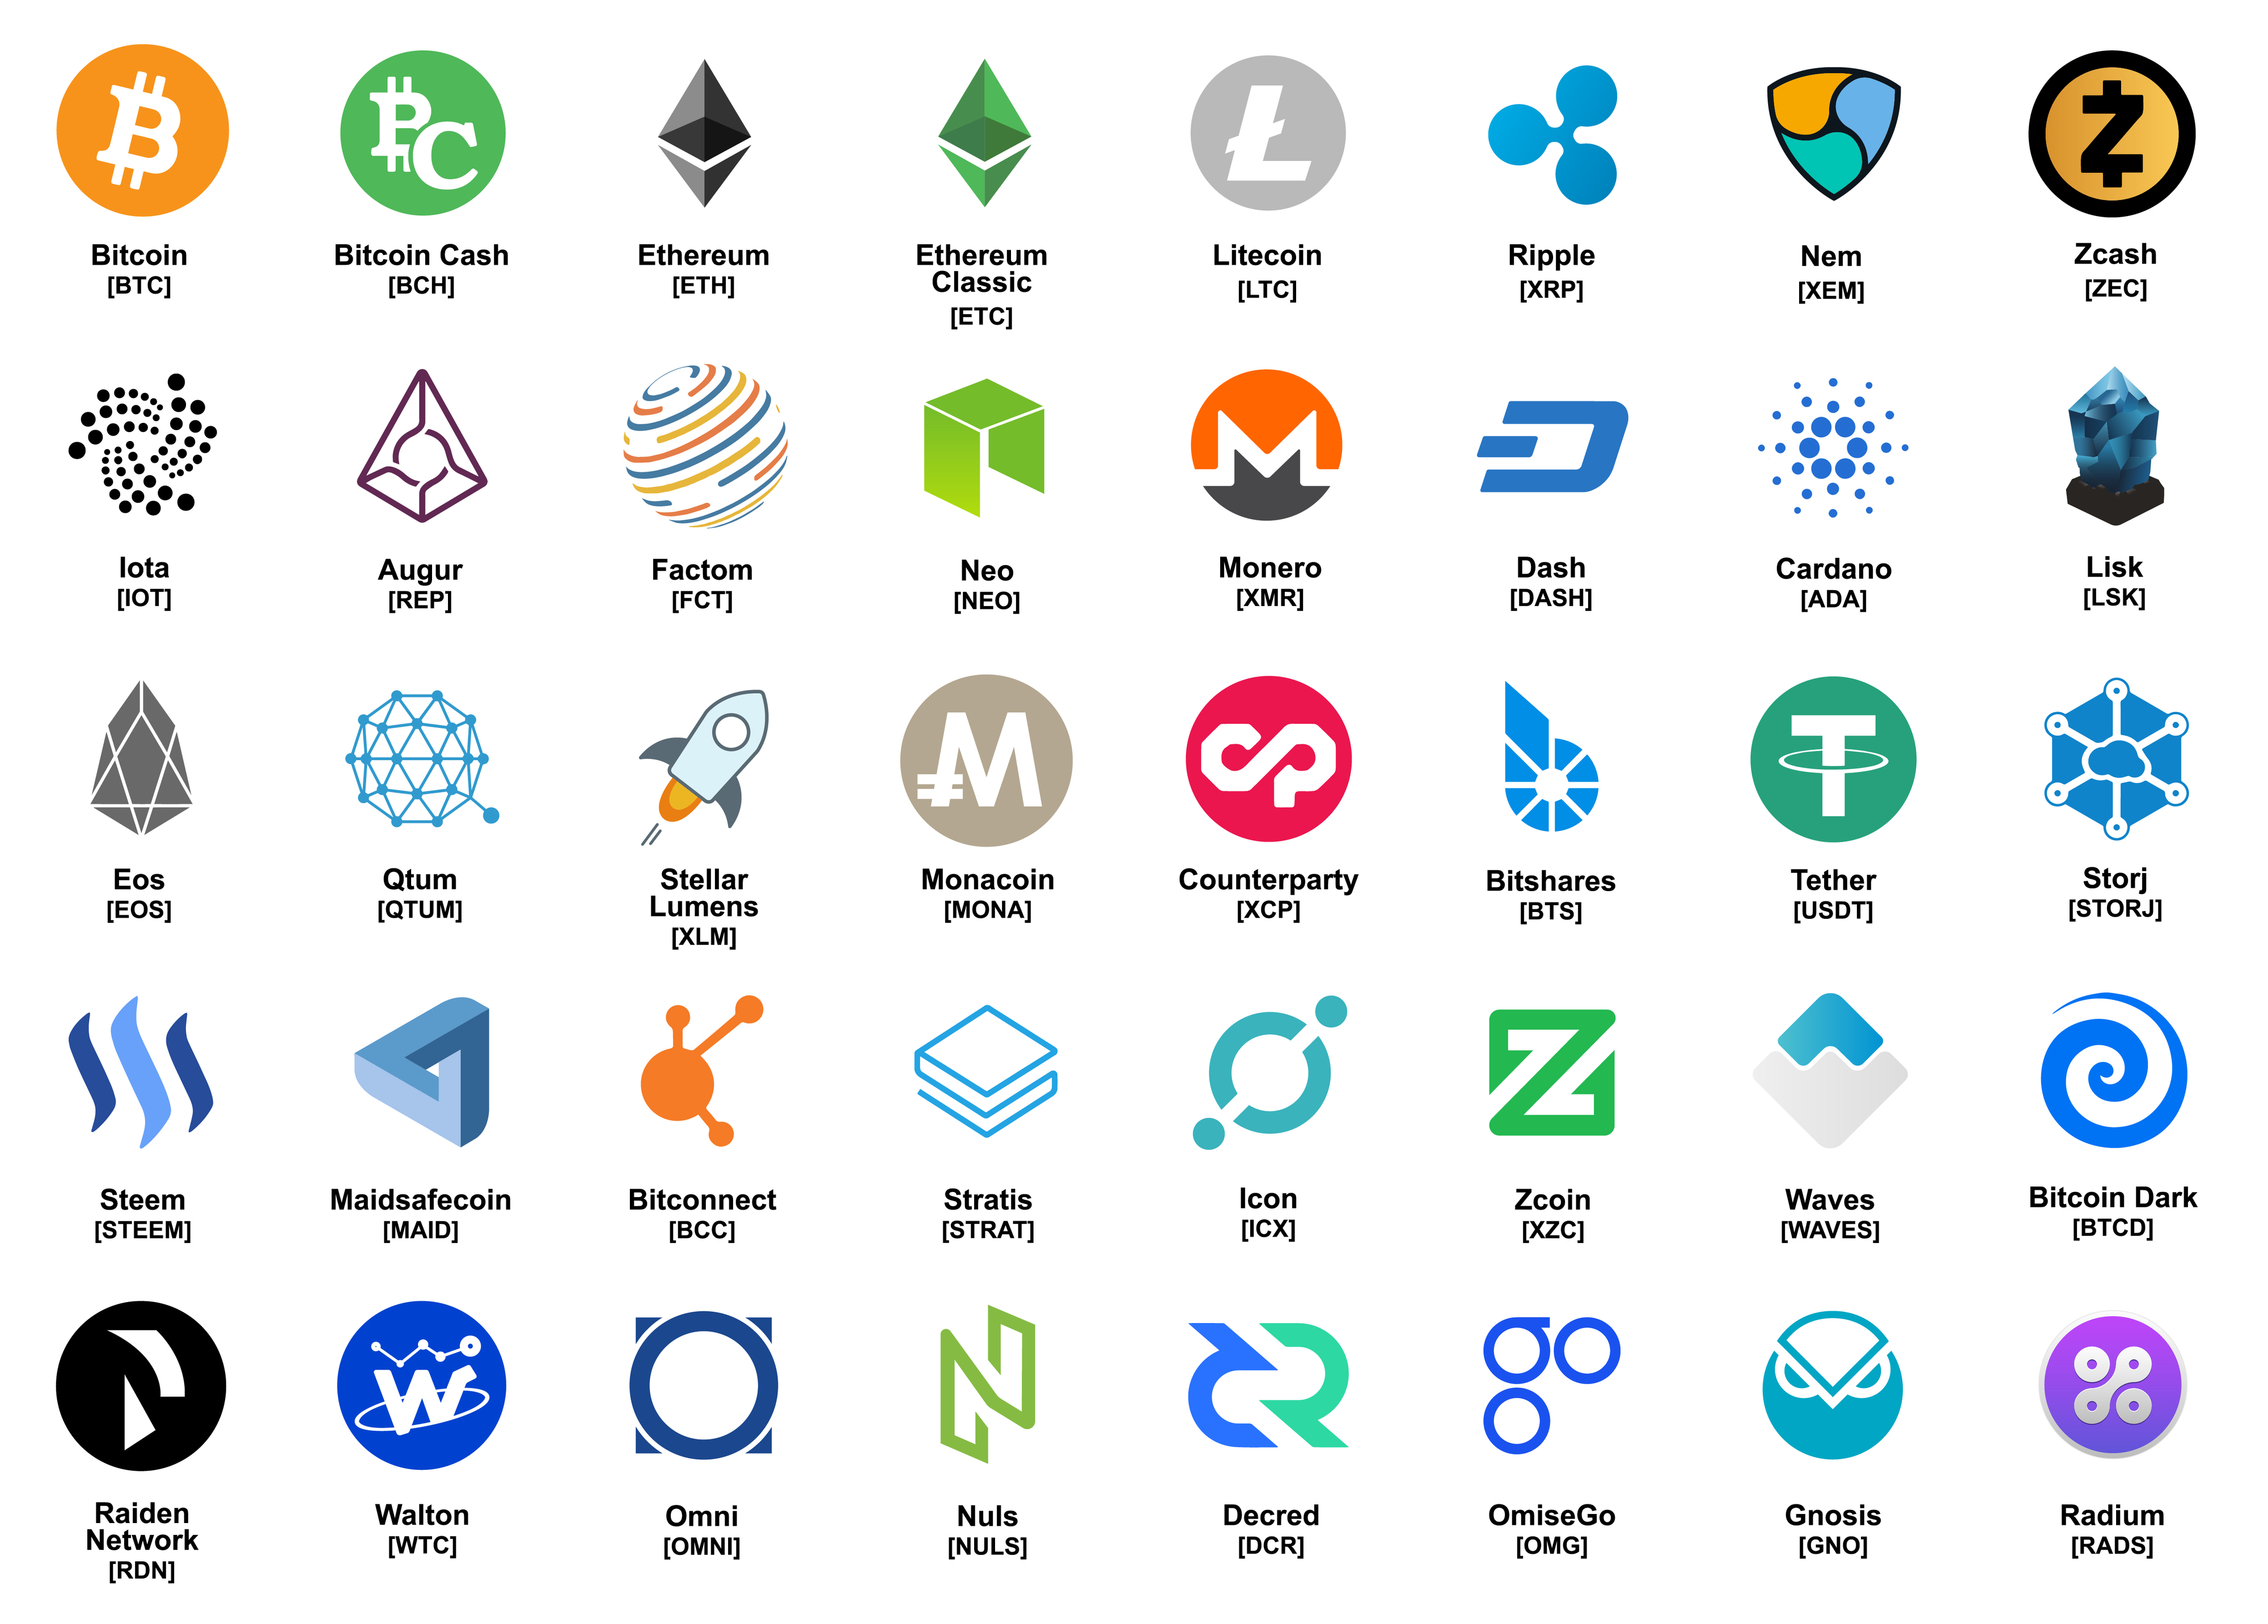 Bitcoin
[BTC]
Bitcoin Cash
[BCH]
Ethereum
[ETH]
Ethereum
Classic
[ETC]
Litecoin
[LTC]
Ripple
[XRP]
Nem
[XEM]
Zcash
[ZEC]
Iota
[IOT]
Augur
[REP]
Factom
[FCT]
Neo
[NEO]
Monero
[XMR]
Dash
[DASH]
Cardano
[ADA]
Lisk
[LSK]
Eos
[EOS]
Qtum
[QTUM]
Stellar
Lumens
[XLM]
Monacoin
[MONA]
Counterparty
[XCP]
Bitshares
[BTS]
Tether
[USDT]
Storj
[STORJ]
Steem
[STEEM]
Maidsafecoin
[MAID]
Bitconnect
[BCC]
Stratis
[STRAT]
Icon
[ICX]
Zcoin
[XZC]
Waves
[WAVES]
Bitcoin Dark
[BTCD]
Raiden
Network
[RDN]
Walton
[WTC]
Omni
[OMNI]
Nuls
[NULS]
Decred
[DCR]
OmiseGo
[OMG]
Gnosis
[GNO]
Radium
[RADS]